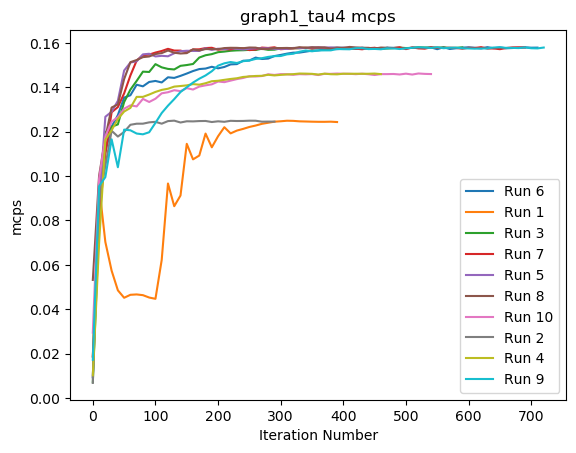 graph1_tau4 mcps
mcps
0.16
0.14
0.12
0.10
0.08
0.06
0.04
0.02
0.00
Run 6
Run 1
Run 3
Run 7
Run 5
Run 8
Run 10
Run 2
Run 4
Run 9
0 100 200 300 400 500 600 700
Iteration Number